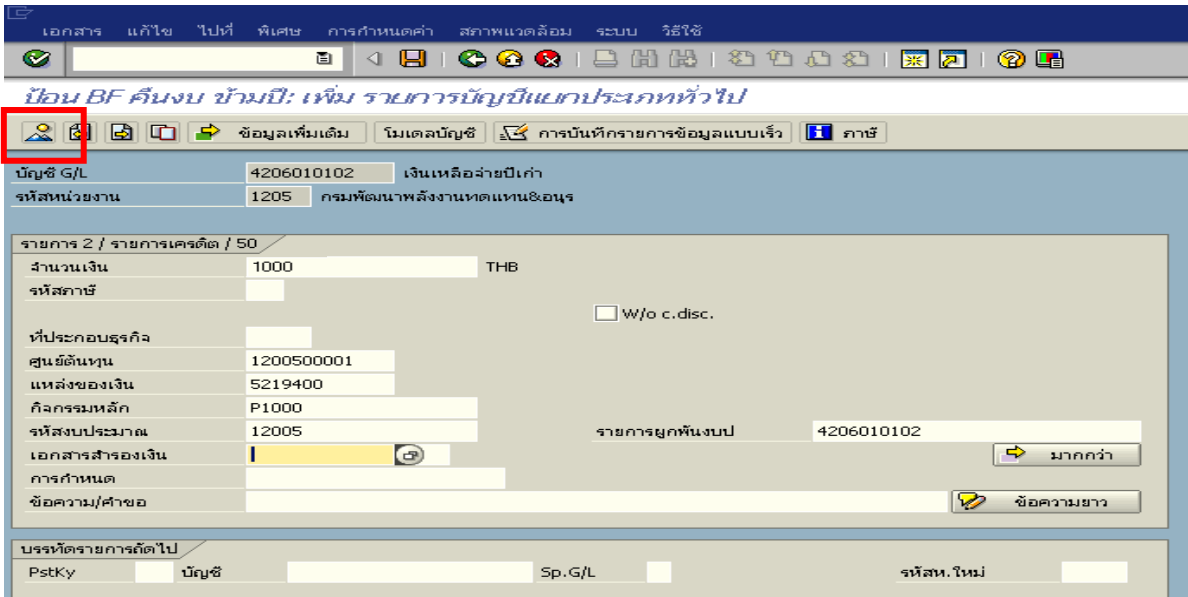 เอกสาร แก้ไข ไปที่ พิเศษ การกำหนดค่า สภาพแวดล้อม ระบบ วิธีใช้
ป้อน BF คืนงบ ข้ามปี: เพิ่ม รายการบัญชีแยกประเภททั่วไป
ข้อมูลเพิ่มเติม โมเดลบัญชี การบันทึกรายการข้อมูลแบบเร็ว ภาษี
บัญชี G/L 4206010102 เงินเหลือจ่ายปีเก่า
รหัสหน่วยงาน 1205 กรมพัฒนาพลังงานทดแทน&อนุร
รายการ 2 / รายการเครดิต / 50
จำนวนเงิน 1000 THB
รหัสภาษี
W/o c.disc.
ที่ประกอบธุรกิจ
ศูนย์ต้นทุน 1200500001
แหล่งของเงิน 5219400
กิจกรรมหลัก P1000
รหัสงบประมาณ 12005 รายการผูกพันงบป 4206010102
เอกสารสำรองเงิน มากกว่า
การกำหนด
ข้อความ/คำขอ ข้อความยาว
บรรทัดรายการถัดไป
PstKy บัญชี Sp.G/L รหัสห.ใหม่